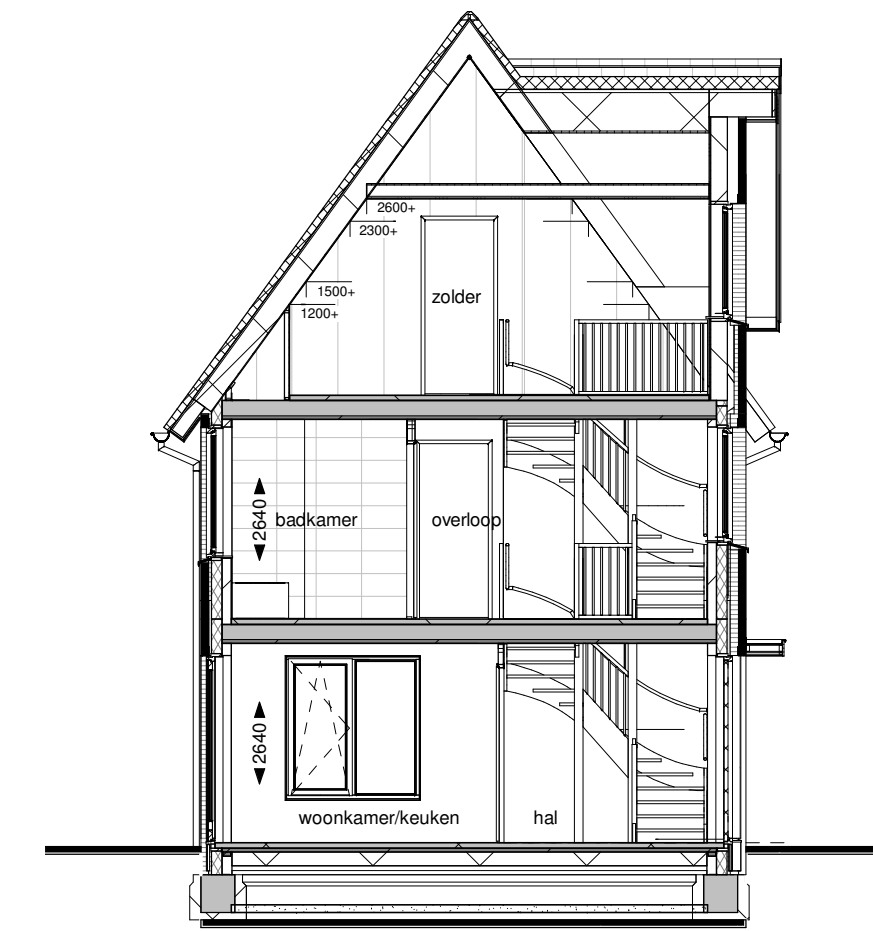 2600+
2300+
1500+
zolder
1200+
2640
badkamer
overloop
2640
woonkamer/keuken
hal